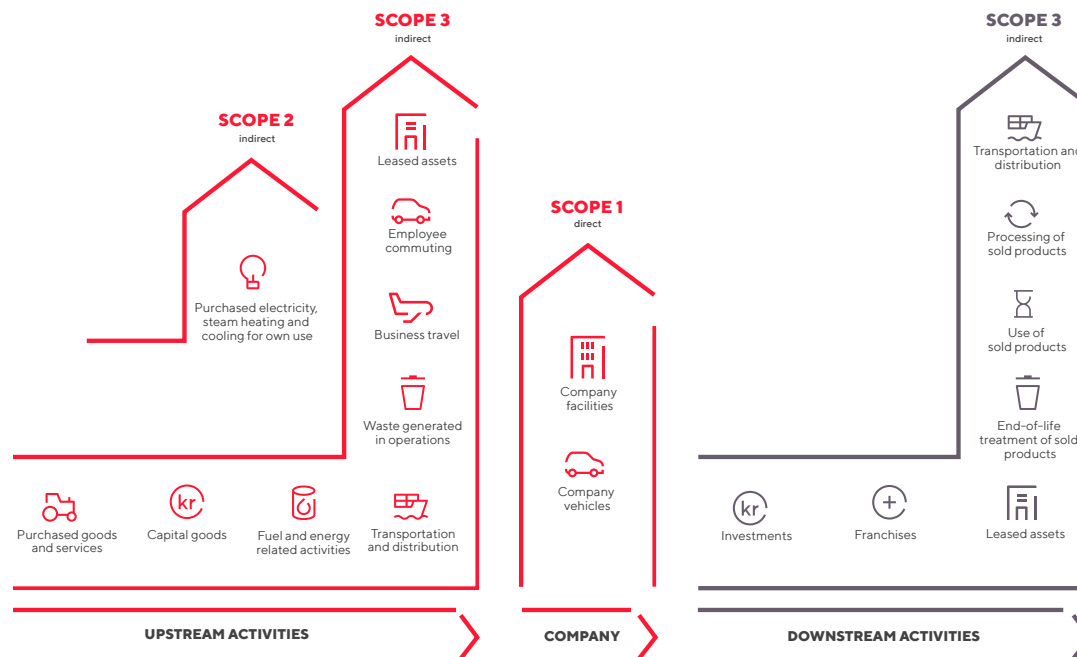 SCOPE 3
indirect
SCOPE 3
indirect
SCOPE 2
indirect
Leased assets
Transportation and
distribution
SCOPE 1
direct
Employee
commuting
Processing of
sold products
Purchased electricity,
steam heating and
cooling for own use
Business travel
Use of
sold products
Company
facilities
Waste generated
in operations
End-of-life
treatment of sold
products
Company
vehicles
kr
kr
Purchased goods
and services
Capital goods
Fuel and energy
related activities
Transportation
and distribution
Investments
Franchises
Leased assets
UPSTREAM ACTIVITIES
COMPANY
DOWNSTREAM ACTIVITIES